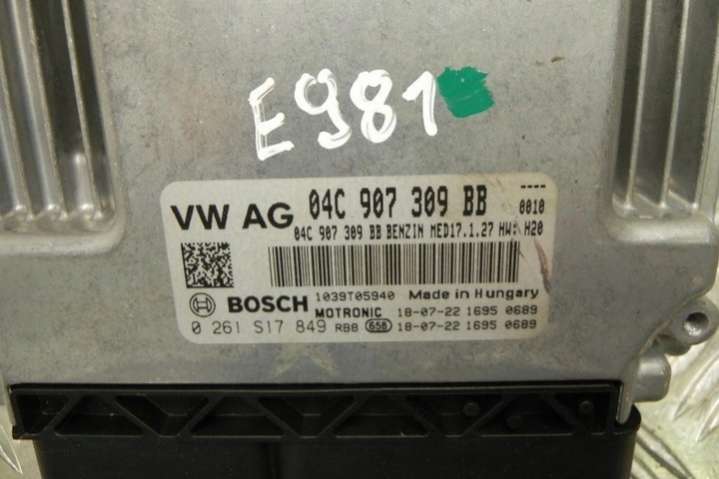 E981
VW AG 04C 907 309 BB ----
0010
04C 907 309 BB BENZIN MED17.1.27 HW: H20
BOSCH 1039T05940 Made in Hungary
MOTRONIC 18-07-22 1695 0689
0 261 S17 849 RB8 658 18-07-22 1695 0689